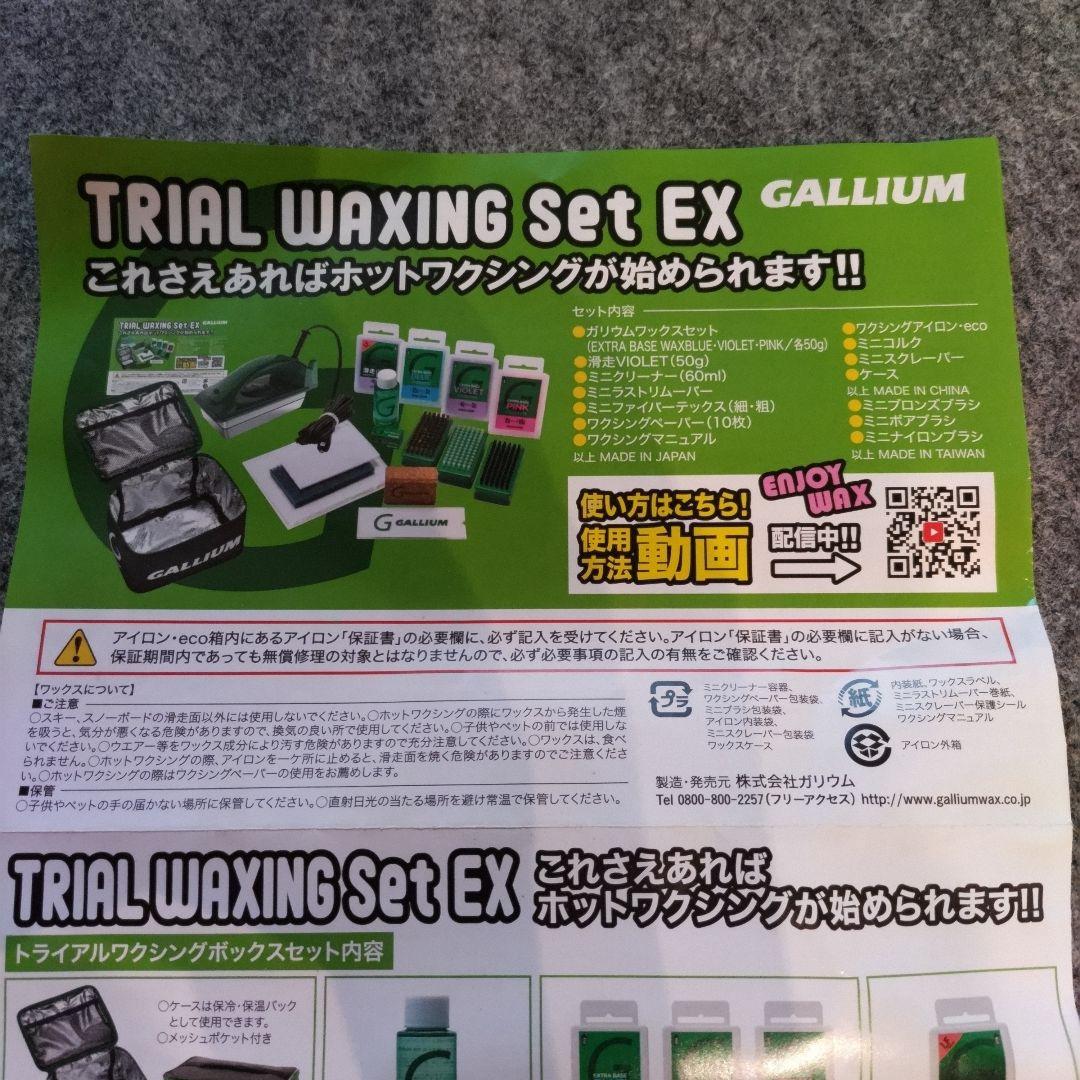 TRIAL WAXING Set EX GALLIUM
これさえあればホットワクシングが始められます!!
セット内容
●ガリウムワックスセット
(EXTRA BASE WAXBLUE・VIOLET・PINK/各50g)
●滑走VIOLET(50g)
●ミニクリーナー(60ml)
●ミニラストリムーバー
●ミニファイバーテックス(細・粗)
●ワクシングペーパー(10枚)
●ワクシングマニュアル
以上 MADE IN JAPAN
●ワクシングアイロン・eco
●ミニコルク
●ミニスクレーパー
●ケース
以上 MADE IN CHINA
●ミニブロンズブラシ
●ミニボアブラシ
●ミニナイロンブラシ
以上 MADE IN TAIWAN
TRIAL WAXING Set EX GALLIUM
VIOLET
PINK
GALLIUM
GALLIUM
使い方はこちら!
使用
方法
動画
配信中!!
ENJOY
WAX
アイロン・eco箱内にあるアイロン「保証書」の必要欄に、必ず記入を受けてください。アイロン「保証書」の必要欄に記入がない場合、
保証期間内であっても無償修理の対象とはなりませんので、必ず必要事項の記入の有無をご確認ください。
【ワックスについて】
■ご注意
○スキー、スノーボードの滑走面以外には使用しないでください。○ホットワクシングの際にワックスから発生した煙
を吸うと、気分が悪くなる危険がありますので、換気の良い所で使用してください。○子供やペットの前では使用しな
いでください。○ウエアー等をワックス成分により汚す危険がありますので充分注意してください。○ワックスは、食べ
られません。○ホットワクシングの際、アイロンを一ケ所に止めると、滑走面を焼く危険がありますのでご注意くださ
い。○ホットワクシングの際はワクシングペーパーの使用をお薦めします。
■保管
○子供やペットの手の届かない場所に保管してください。○直射日光の当たる場所を避け常温で保管してください。
プラ
ミニクリーナー容器、
ワクシングペーパー包装袋、
ミニブラシ包装袋、
アイロン内装袋、
ミニスクレーパー包装袋
ワックスケース
紙
内装紙、ワックスラベル、
ミニラストリムーバー巻紙、
ミニスクレーパー保護シール
ワクシングマニュアル
アイロン外箱
製造・発売元 株式会社ガリウム
Tel 0800-800-2257(フリーアクセス) http://www.galliumwax.co.jp
TRIAL WAXING Set EX これさえあれば
ホットワクシングが始められます!!
トライアルワクシングボックスセット内容
○ケースは保冷・保温パック
として使用できます。
○メッシュポケット付き
EXTRA BASE